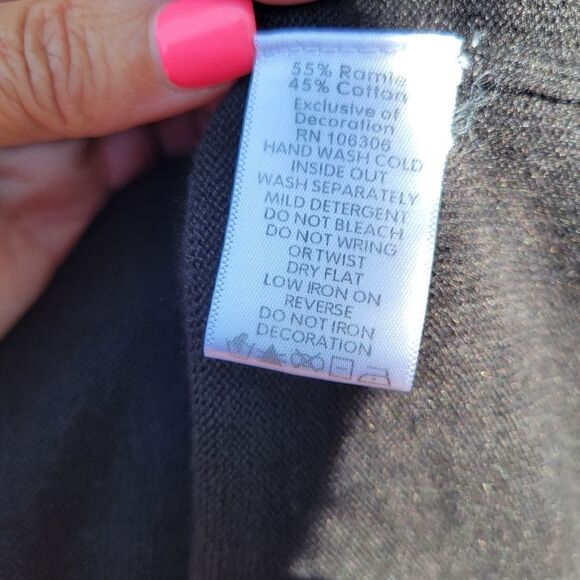 55% Ramie
45% Cotton
Exclusive of
Decoration
RN 106306
HAND WASH COLD
INSIDE OUT
WASH SEPARATELY
MILD DETERGENT
DO NOT BLEACH
DO NOT WRING
OR TWIST
DRY FLAT
LOW IRON ON
REVERSE
DO NOT IRON
DECORATION